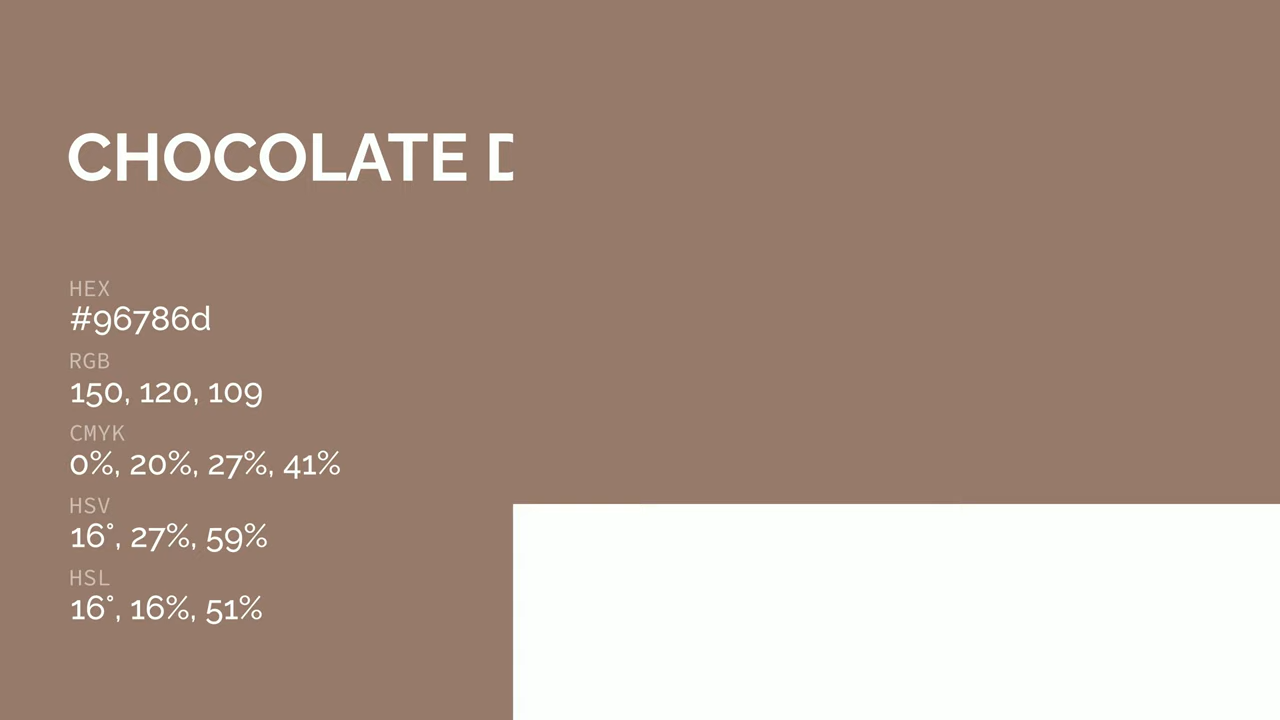 CHOCOLATE
HEX
#96786d
RGB
150, 120, 109
CMYK
0%, 20%, 27%, 41%
HSV
16°, 27%, 59%
HSL
16°, 16%, 51%